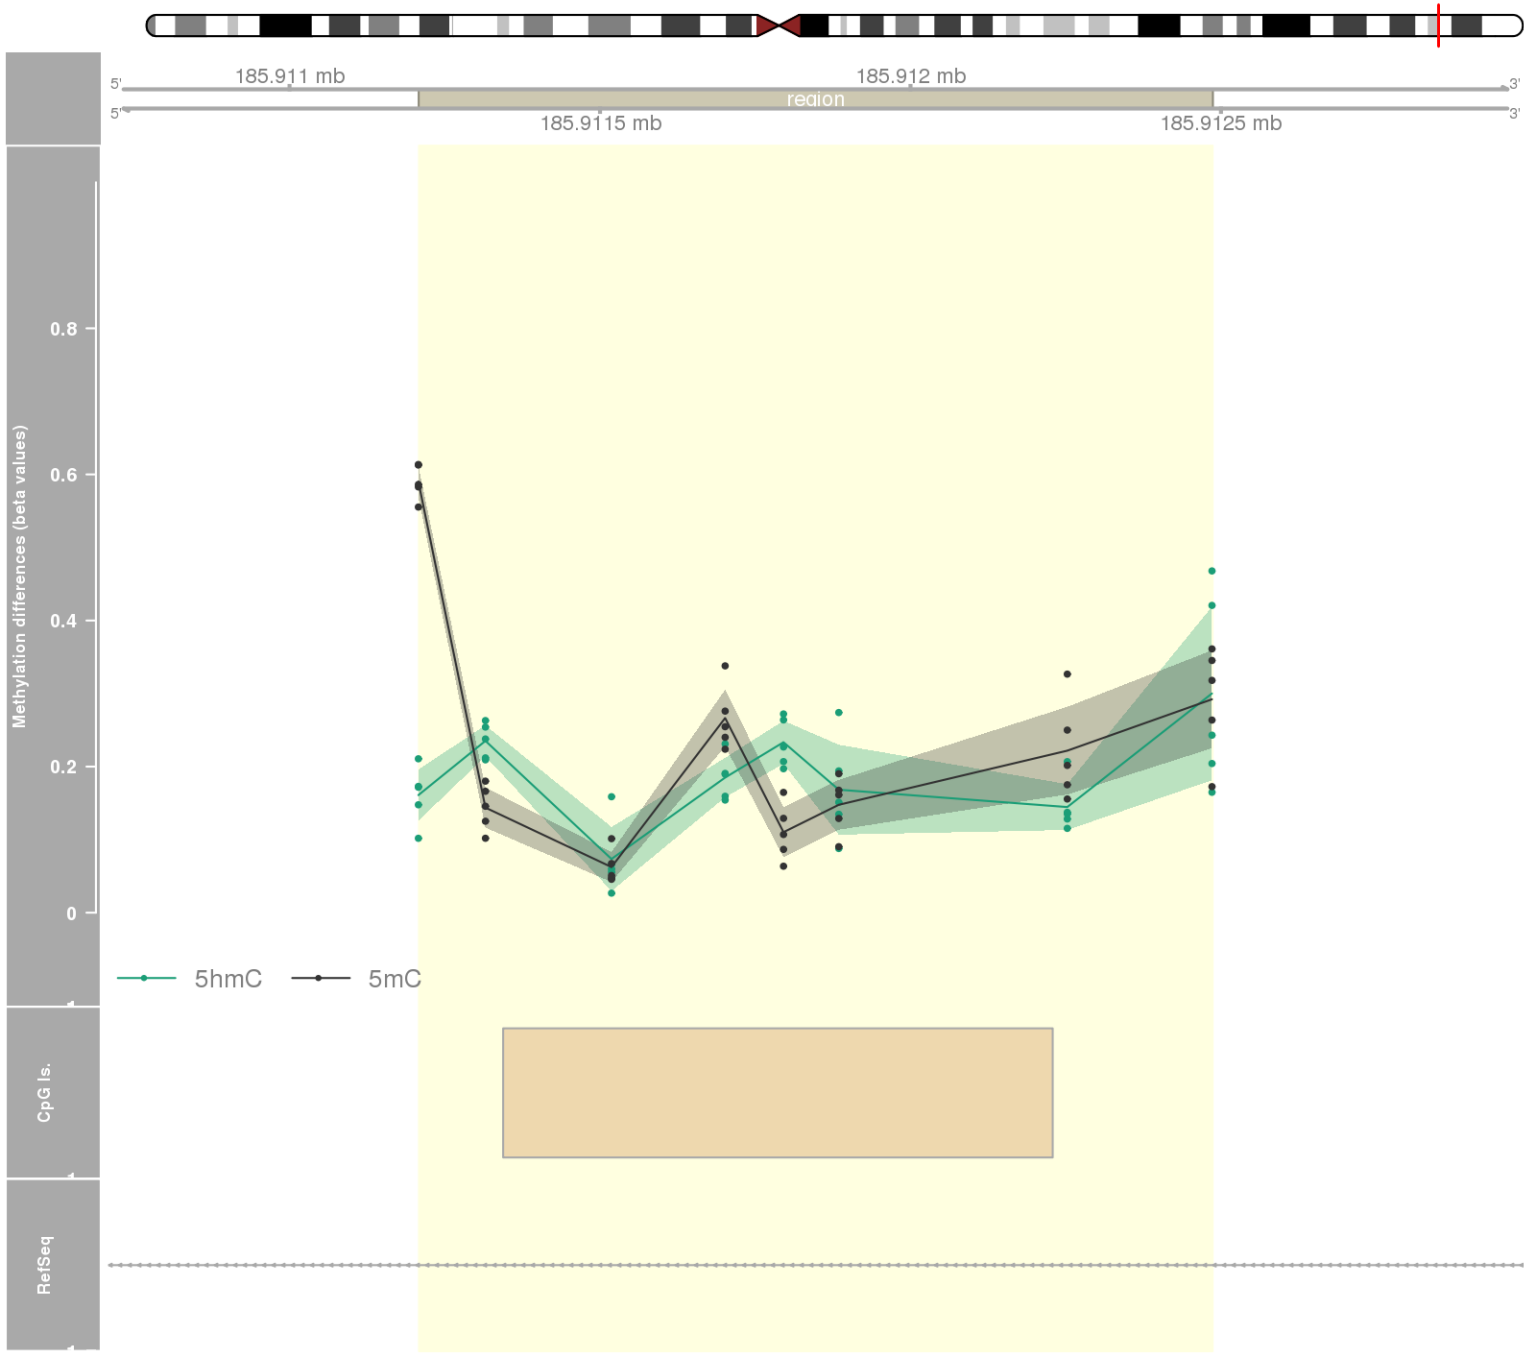 185.911 mb
185.912 mb
5'
3'
region
5'
3'
185.9115 mb
185.9125 mb
Methylation differences (beta values)
0.8
0.6
0.4
0.2
0
5hmC
5mC
CpG Is.
RefSeq